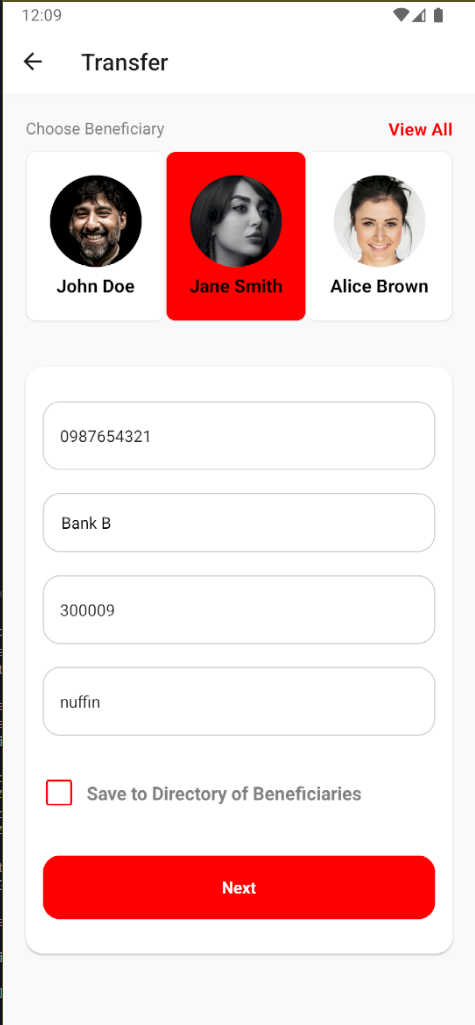 12:09
Transfer
Choose Beneficiary
View All
John Doe
Jane Smith
Alice Brown
0987654321
Bank B
300009
nuffin
Save to Directory of Beneficiaries
Next